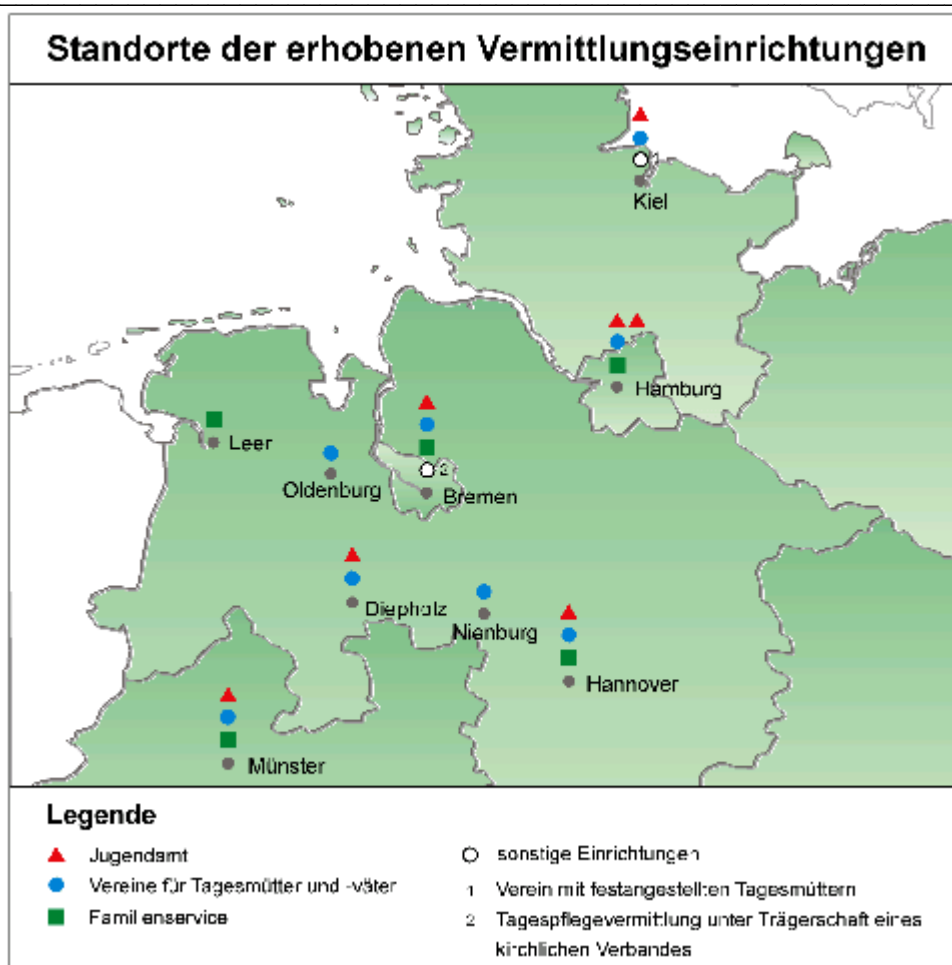 Standorte der erhobenen Vermittlungseinrichtungen
1
Kiel
Hamburg
Leer
Oldenburg
2
Bremen
Diepholz
Nienburg
Hannover
Münster
Legende
Jugendamt
Vereine für Tagesmütter und -väter
Familienservice
sonstige Einrichtungen
1 Verein mit festangestellten Tagesmüttern
2 Tagespflegevermittlung unter Trägerschaft eines
kirchlichen Verbandes